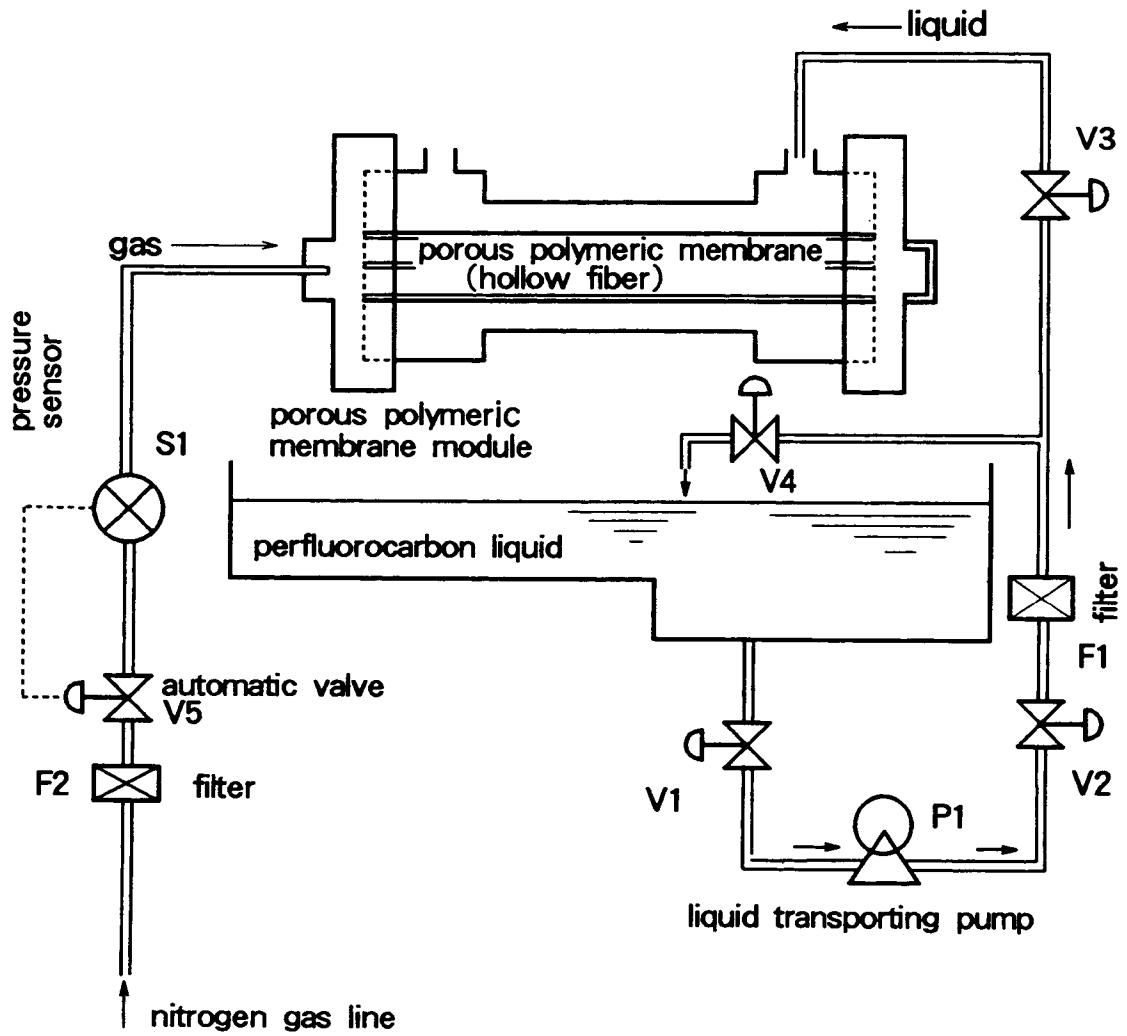 liquid
V3
gas
porous polymeric membrane
(hollow fiber)
pressure
sensor
porous polymeric
membrane module
S1
V4
perfluorocarbon liquid
filter
F1
automatic valve
V5
F2
filter
V1
V2
P1
liquid transporting pump
nitrogen gas line